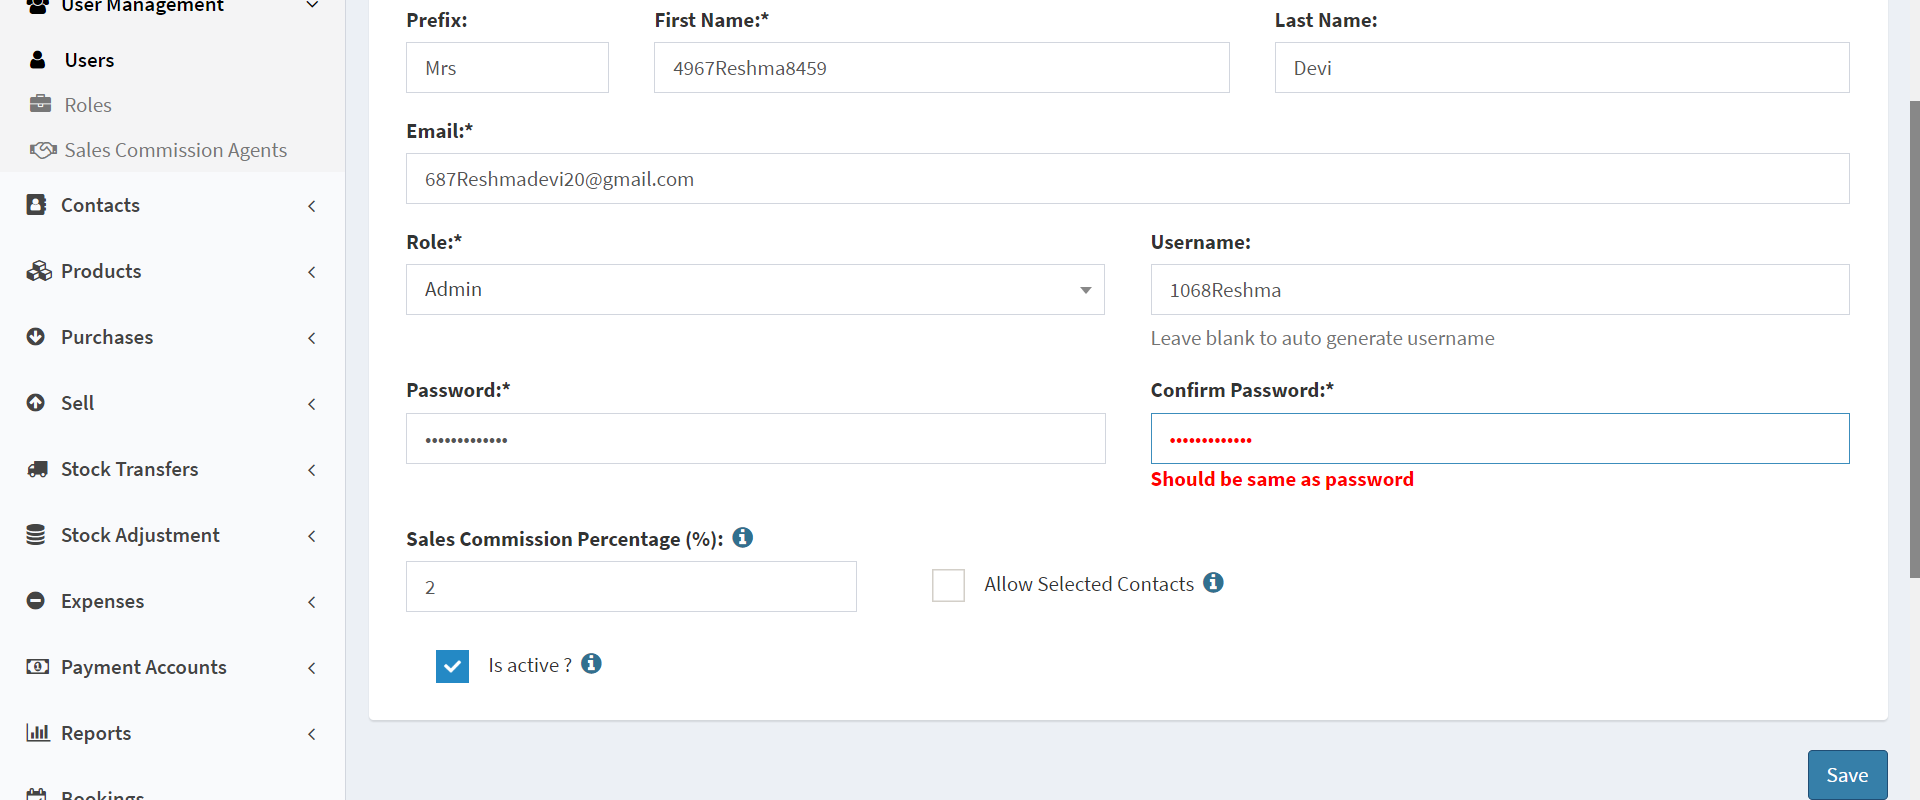 User Management
Users
Roles
Sales Commission Agents
Contacts
Products
Purchases
Sell
Stock Transfers
Stock Adjustment
Expenses
Payment Accounts
Reports
Bookings
Prefix:
First Name:*
Last Name:
Mrs
4967Reshma8459
Devi
Email:*
687Reshmadevi20@gmail.com
Role:*
Username:
Admin
1068Reshma
Leave blank to auto generate username
Password:*
Confirm Password:*
•••••••••••••
•••••••••••••
Should be same as password
Sales Commission Percentage (%):
2
Allow Selected Contacts
Is active ?
Save